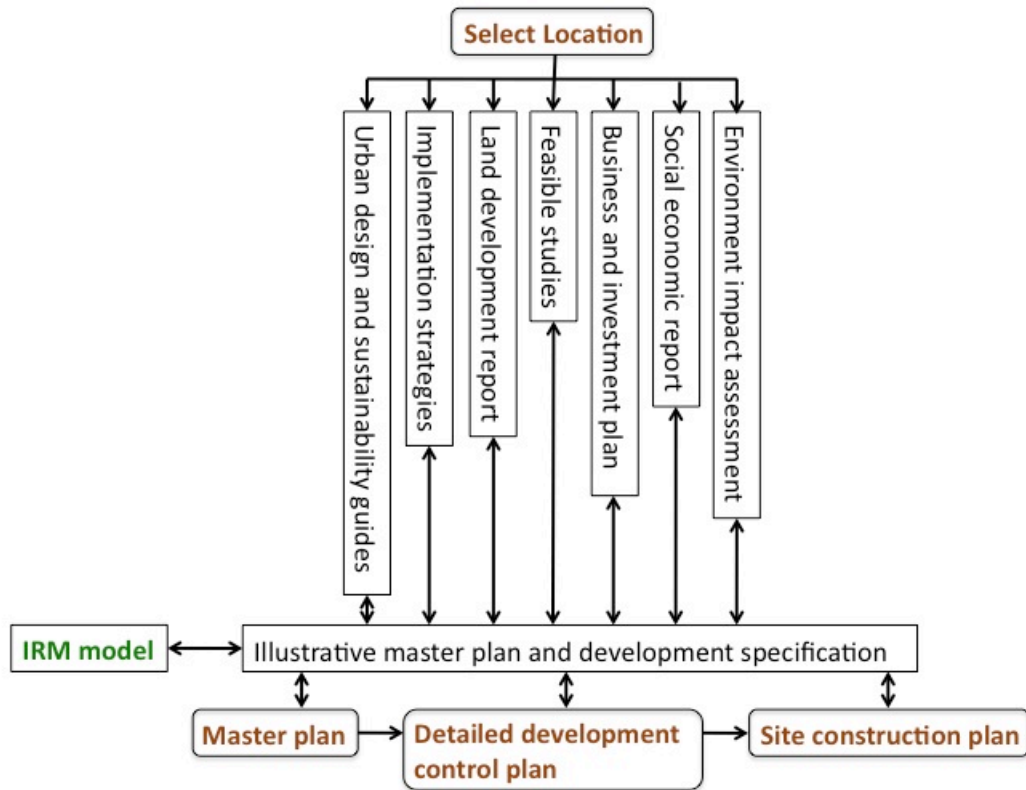 Select Location
Urban design and sustainability guides
Implementation strategies
Land development report
Feasible studies
Business and investment plan
Social economic report
Environment impact assessment
IRM model
Illustrative master plan and development specification
Master plan
Detailed development
control plan
Site construction plan